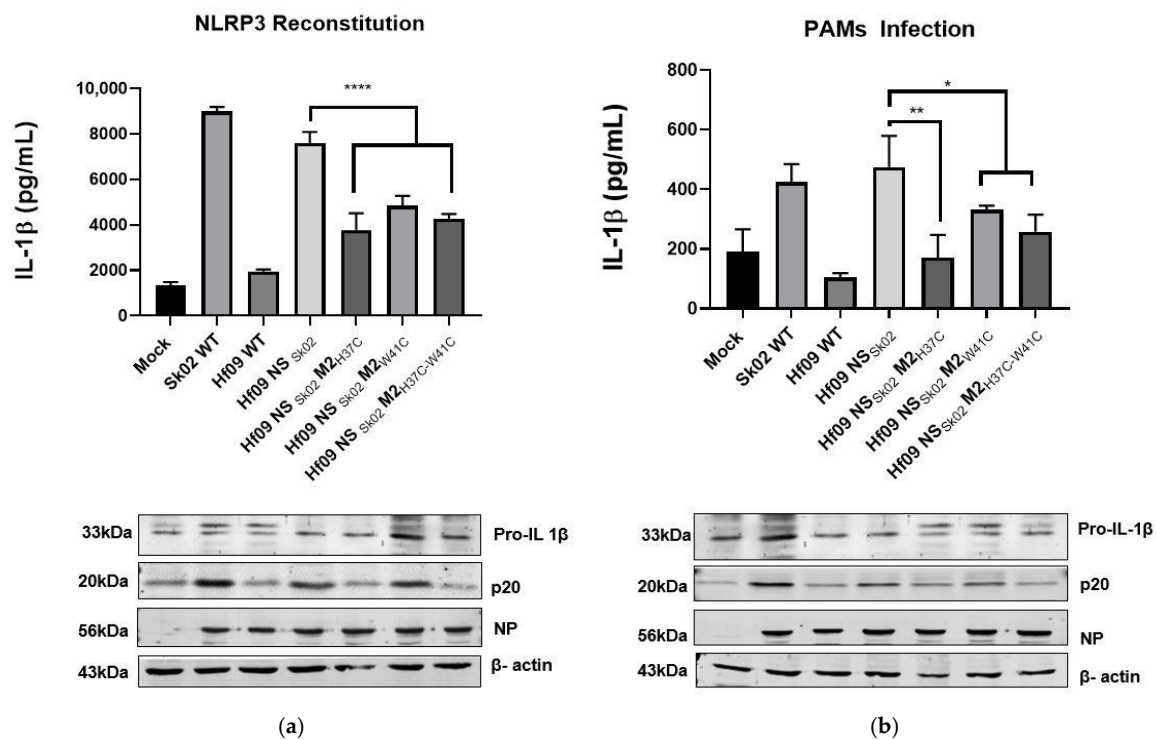 NLRP3 Reconstitution
IL-1β (pg/mL)
10,000
8000
6000
4000
2000
0
****
Mock
Sk02 WT
Hf09 WT
Hf09 NS Sk02
Hf09 NS Sk02 M2H37C
Hf09 NS Sk02 M2W41C
Hf09 NS Sk02 M2H37C-W41C
33kDa
Pro-IL 1β
20kDa
p20
56kDa
NP
43kDa
β- actin
(a)
PAMs Infection
IL-1β (pg/mL)
800
600
400
200
0
*
**
Mock
Sk02 WT
Hf09 WT
Hf09 NSSk02
Hf09 NSSk02 M2H37C
Hf09 NS Sk02 M2W41C
Hf09 NS Sk02 M2H37C-W41C
33kDa
Pro-IL-1β
20kDa
p20
56kDa
NP
43kDa
β- actin
(b)